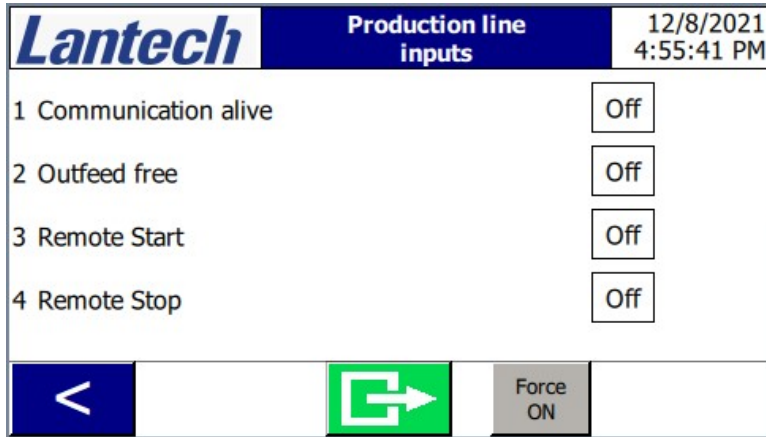 Lantech
Production line
inputs
12/8/2021
4:55:41 PM
1 Communication alive Off
2 Outfeed free Off
3 Remote Start Off
4 Remote Stop Off
<
Force
ON